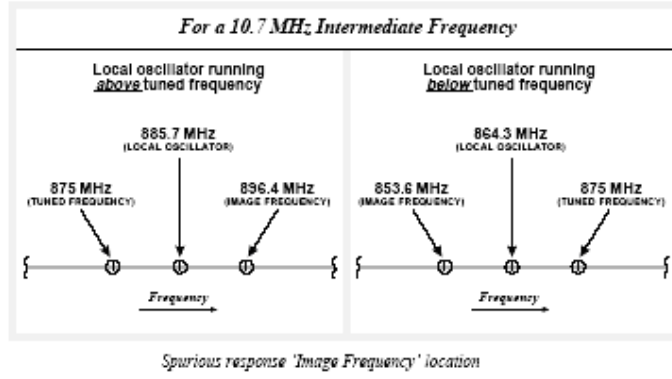 For a 10.7 MHz Intermediate Frequency
Local oscillator running
above tuned frequency
885.7 MHz
(LOCAL OSCILLATOR)
875 MHz
(TUNED FREQUENCY)
896.4 MHz
(IMAGE FREQUENCY)
Frequency
Local oscillator running
below tuned frequency
864.3 MHz
(LOCAL OSCILLATOR)
853.6 MHz
(IMAGE FREQUENCY)
875 MHz
(TUNED FREQUENCY)
Frequency
Spurious response 'Image Frequency' location